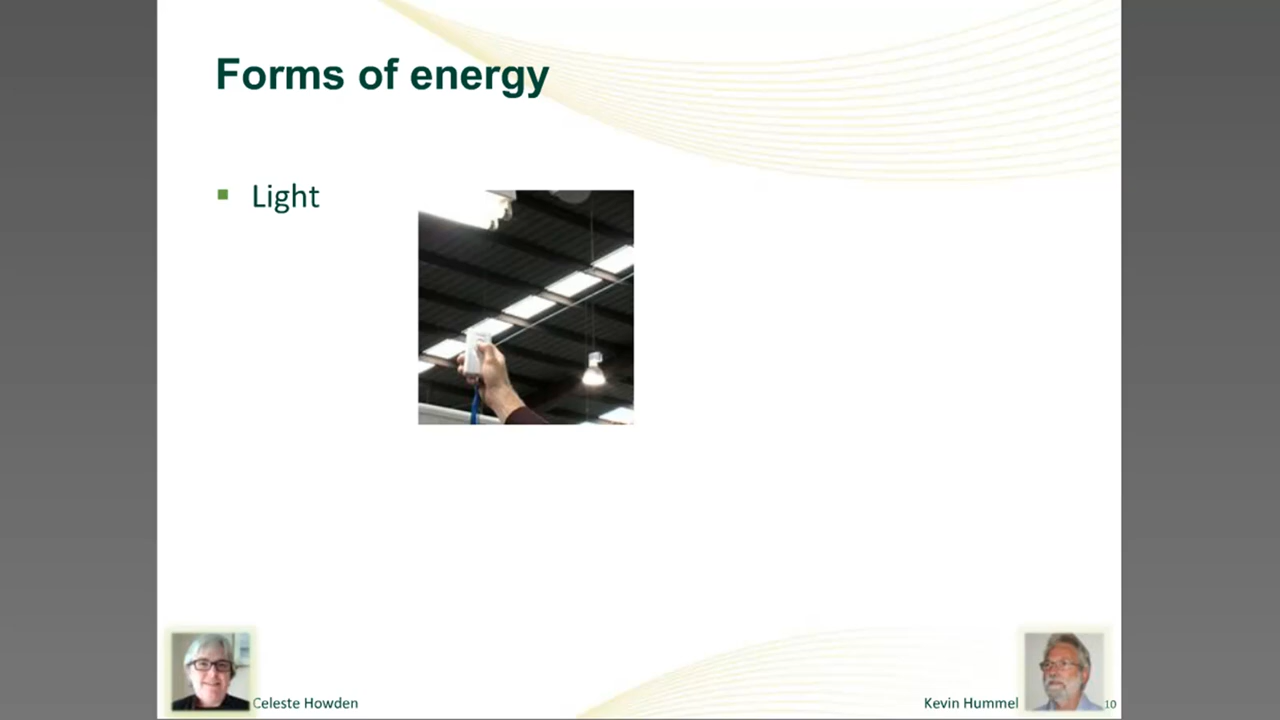 Forms of energy
▪ Light
Celeste Howden
Kevin Hummel
10